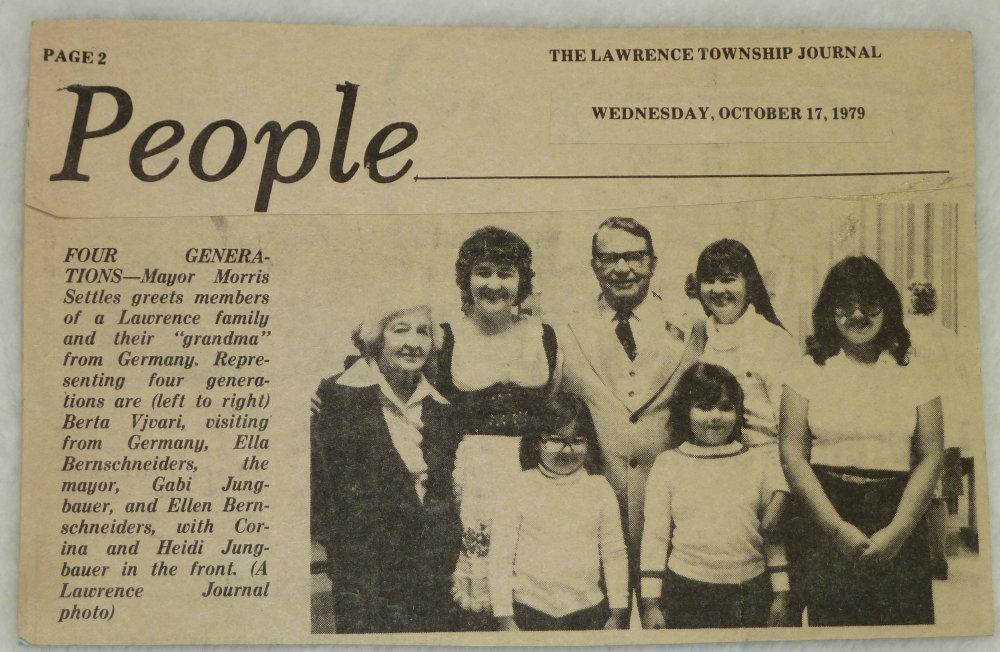 PAGE 2
THE LAWRENCE TOWNSHIP JOURNAL
WEDNESDAY, OCTOBER 17, 1979
People
FOUR GENERA-
TIONS—Mayor Morris
Settles greets members
of a Lawrence family
and their "grandma"
from Germany. Repre-
senting four genera-
tions are (left to right)
Berta Vjvari, visiting
from Germany, Ella
Bernschneiders, the
mayor, Gabi Jung-
bauer, and Ellen Bern-
schneiders, with Cor-
ina and Heidi Jung-
bauer in the front. (A
Lawrence Journal
photo)